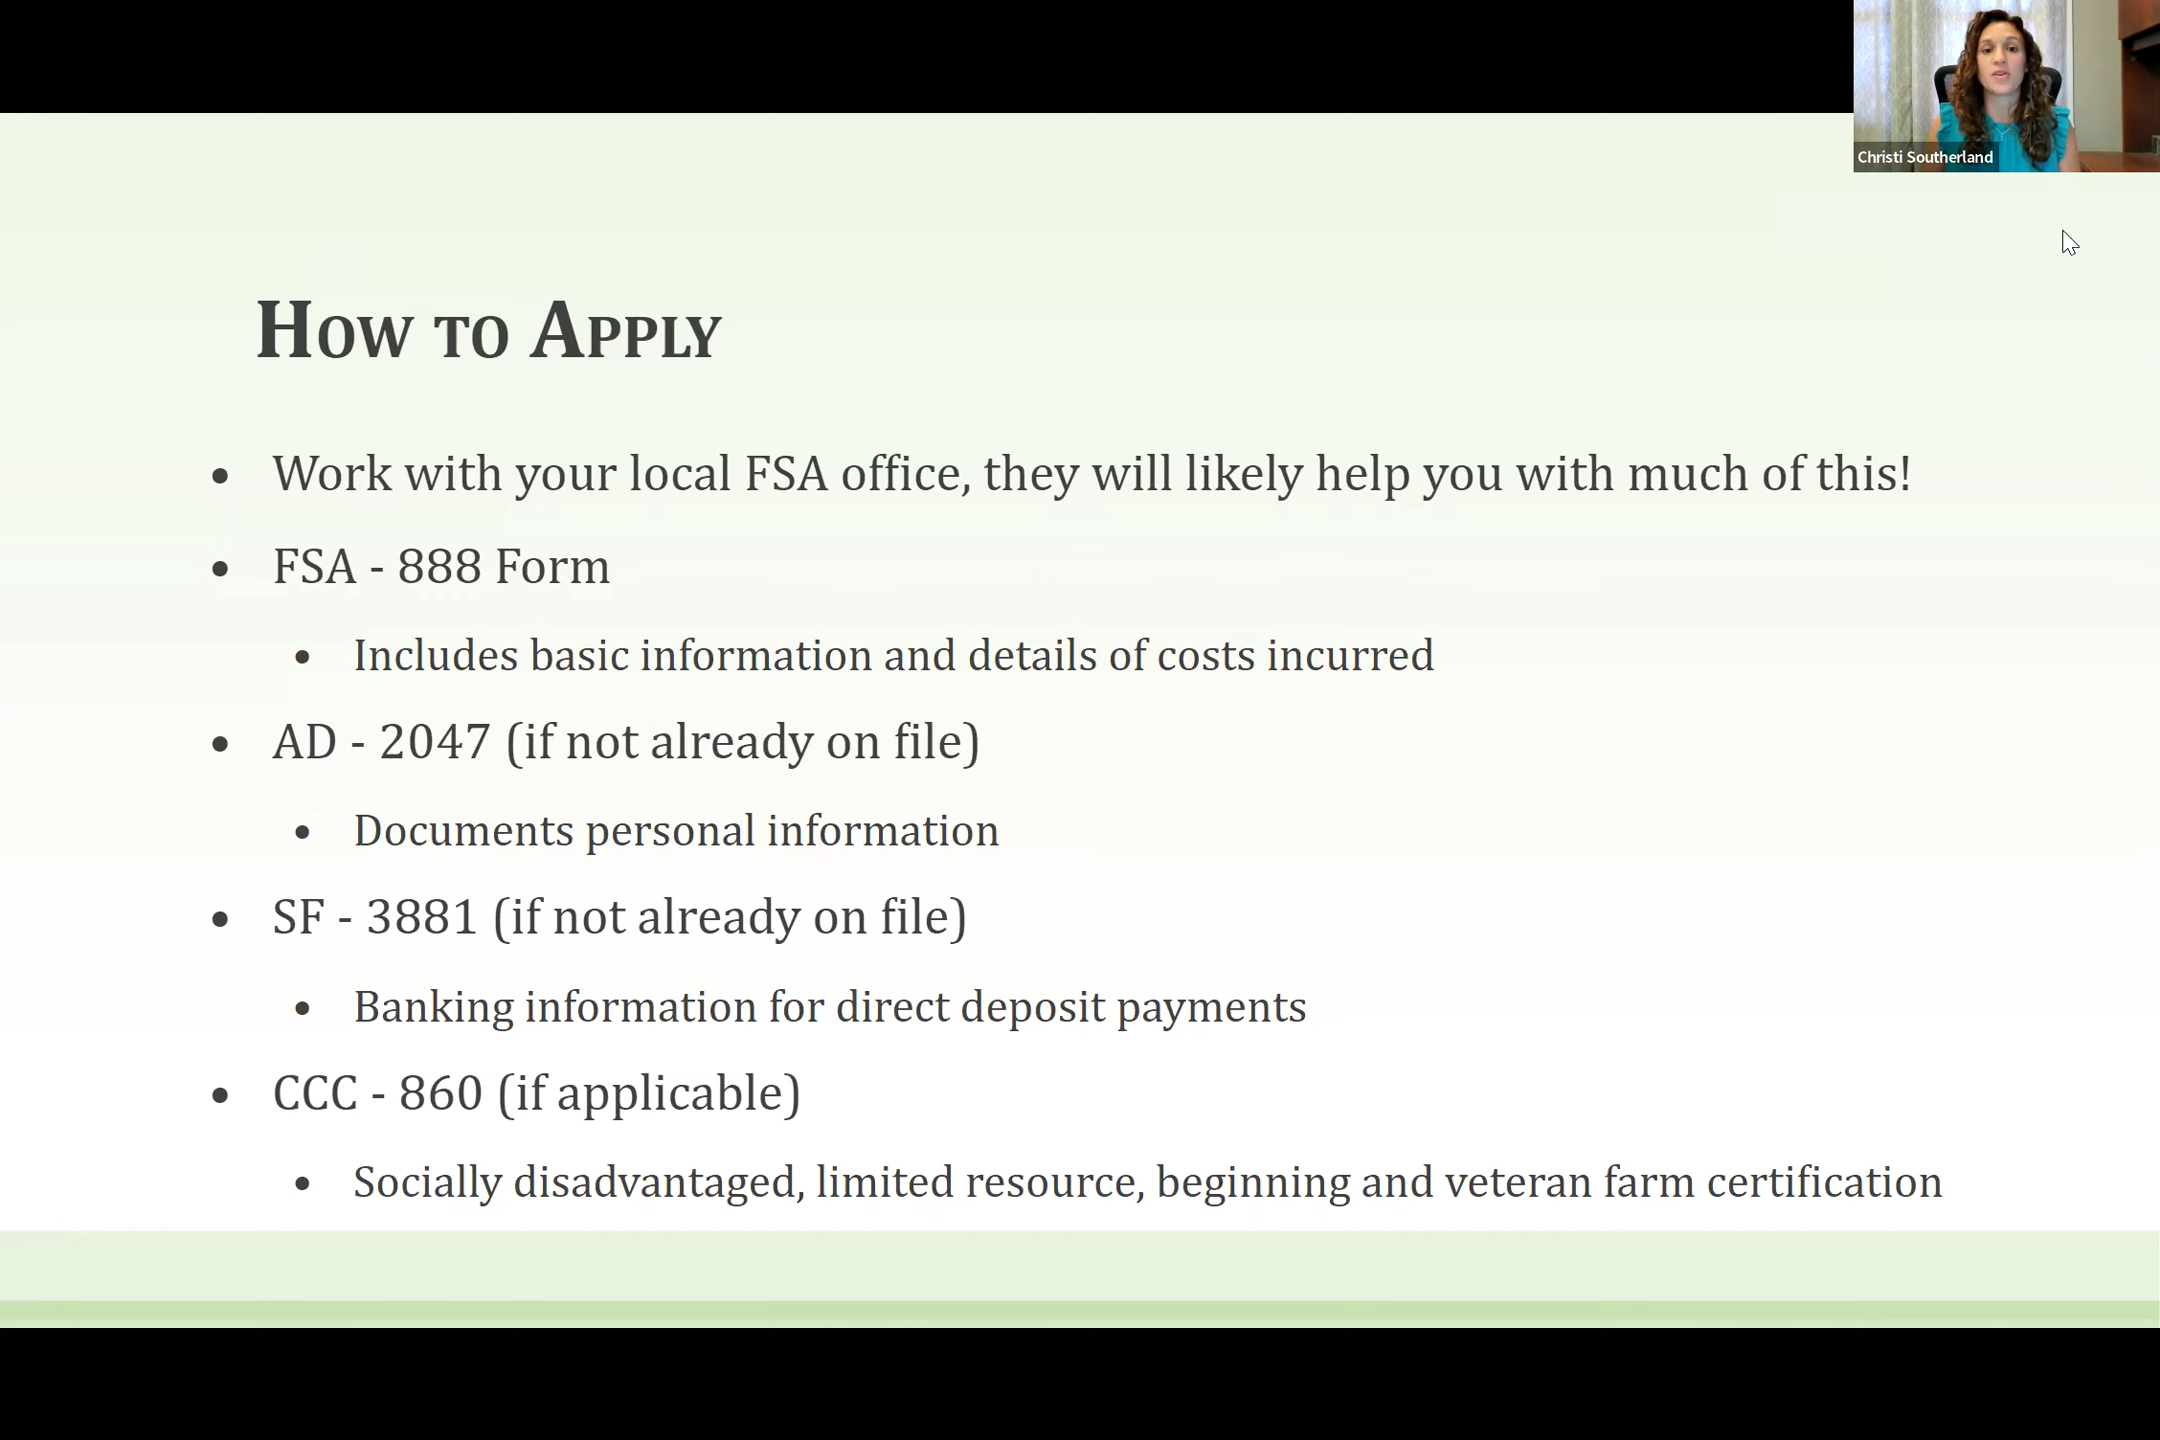 Christi Southerland
How to Apply
• Work with your local FSA office, they will likely help you with much of this!
• FSA - 888 Form
• Includes basic information and details of costs incurred
• AD - 2047 (if not already on file)
• Documents personal information
• SF - 3881 (if not already on file)
• Banking information for direct deposit payments
• CCC - 860 (if applicable)
• Socially disadvantaged, limited resource, beginning and veteran farm certification